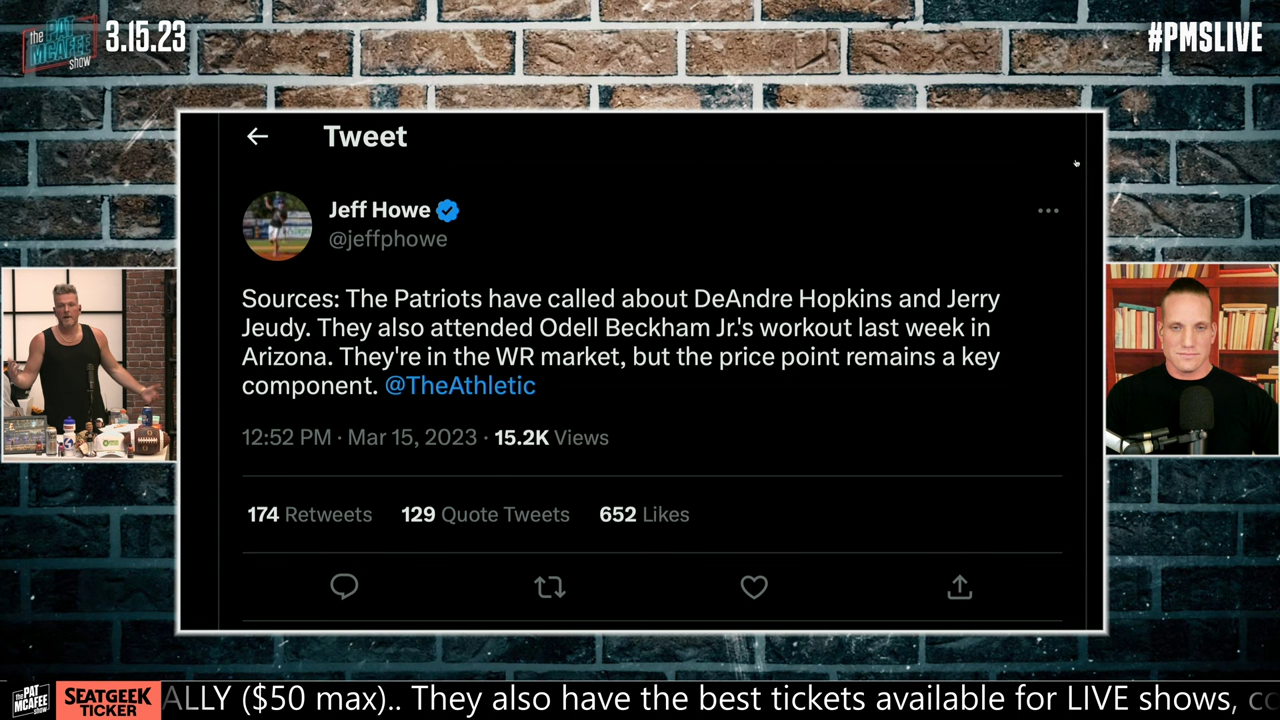 the PAT MCAFEE show
3.15.23
#PMSLIVE
Tweet
Jeff Howe
@jeffphowe
Sources: The Patriots have called about DeAndre Hopkins and Jerry
Jeudy. They also attended Odell Beckham Jr.'s workout last week in
Arizona. They're in the WR market, but the price point remains a key
component. @TheAthletic
12:52 PM · Mar 15, 2023 · 15.2K Views
174 Retweets 129 Quote Tweets 652 Likes
the PAT MCAFEE show
SEATGEEK
TICKER
ALLY ($50 max).. They also have the best tickets available for LIVE shows,